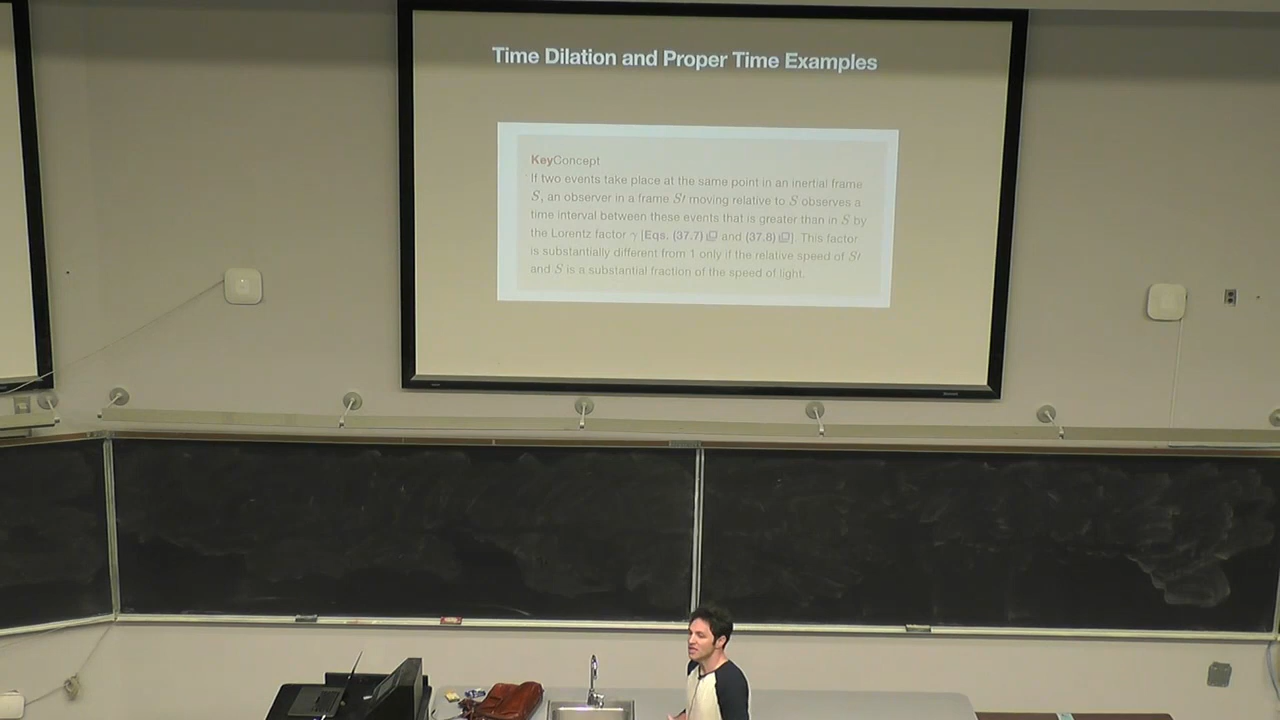 Time Dilation and Proper Time Examples
KeyConcept
If two events take place at the same point in an inertial frame
S, an observer in a frame S′ moving relative to S observes a
time interval between these events that is greater than in S by
the Lorentz factor γ [Eqs. (37.7) and (37.8)]. This factor
is substantially different from 1 only if the relative speed of S′
and S is a substantial fraction of the speed of light.